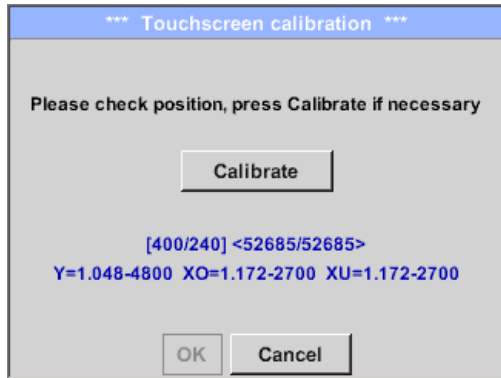 *** Touchscreen calibration ***
Please check position, press Calibrate if necessary
Calibrate
[400/240] <52685/52685>
Y=1.048-4800 XO=1.172-2700 XU=1.172-2700
OK Cancel